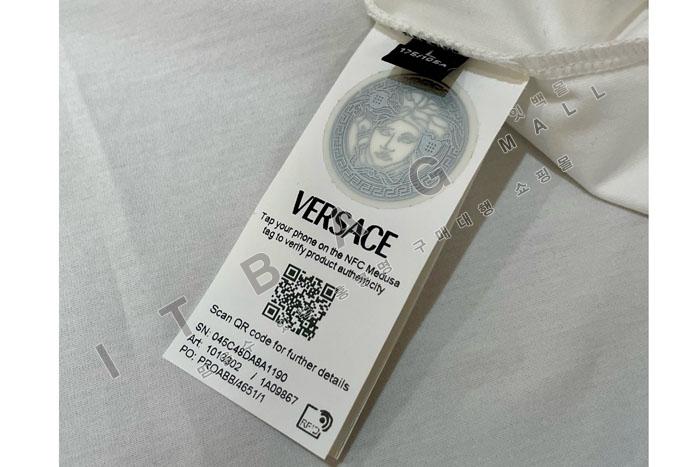 L
175/105A
VERSACE
Tap your phone on the NFC Medusa
tag to verify product authenticity
Scan QR code for further details
SN: 045C48DA8A1190
Art: 1013302 / 1A09867
PO: PROABB/4651/1
RFID
ITBAG MALL
잇백몰
구매대행 쇼핑몰